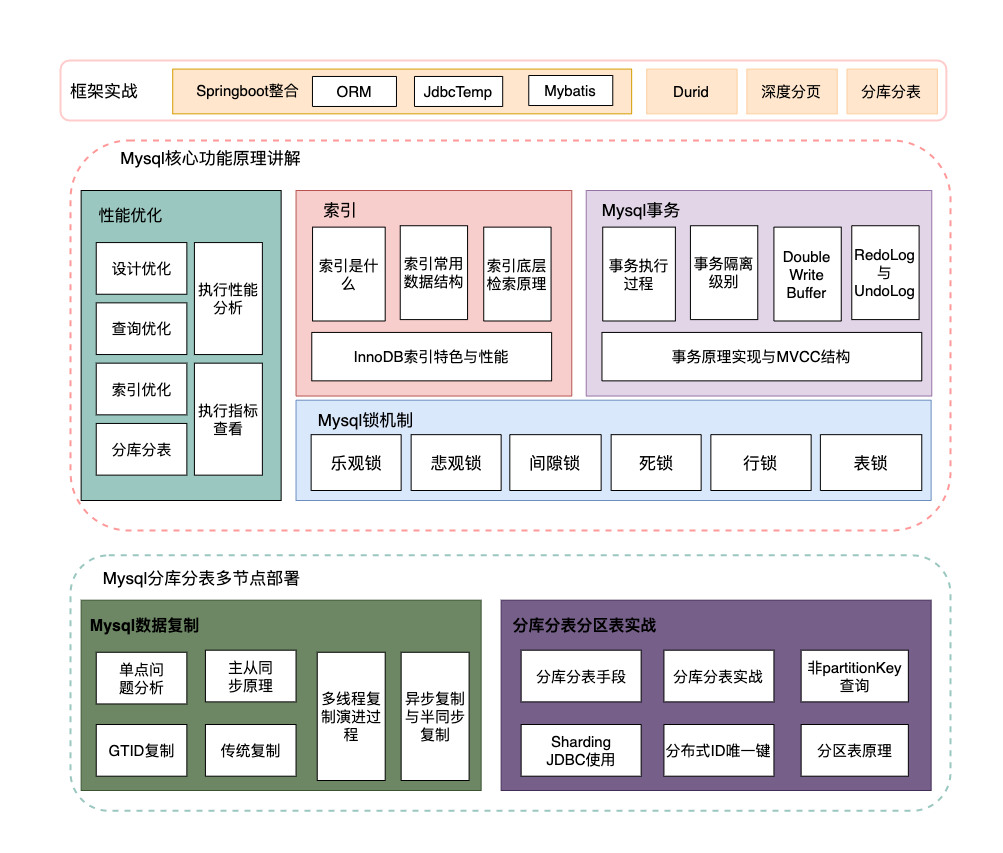 框架实战
Springboot整合
ORM
JdbcTemp
Mybatis
Durid
深度分页
分库分表
Mysql核心功能原理讲解
性能优化
设计优化
查询优化
索引优化
分库分表
执行性能
分析
执行指标
查看
索引
索引是什
么
索引常用
数据结构
索引底层
检索原理
InnoDB索引特色与性能
Mysql事务
事务执行
过程
事务隔离
级别
Double
Write
Buffer
RedoLog
与
UndoLog
事务原理实现与MVCC结构
Mysql锁机制
乐观锁
悲观锁
间隙锁
死锁
行锁
表锁
Mysql分库分表多节点部署
Mysql数据复制
单点问
题分析
主从同
步原理
GTID复制
传统复制
多线程复
制演进过
程
异步复制
与半同步
复制
分库分表分区表实战
分库分表手段
分库分表实战
非partitionKey
查询
Sharding
JDBC使用
分布式ID唯一键
分区表原理